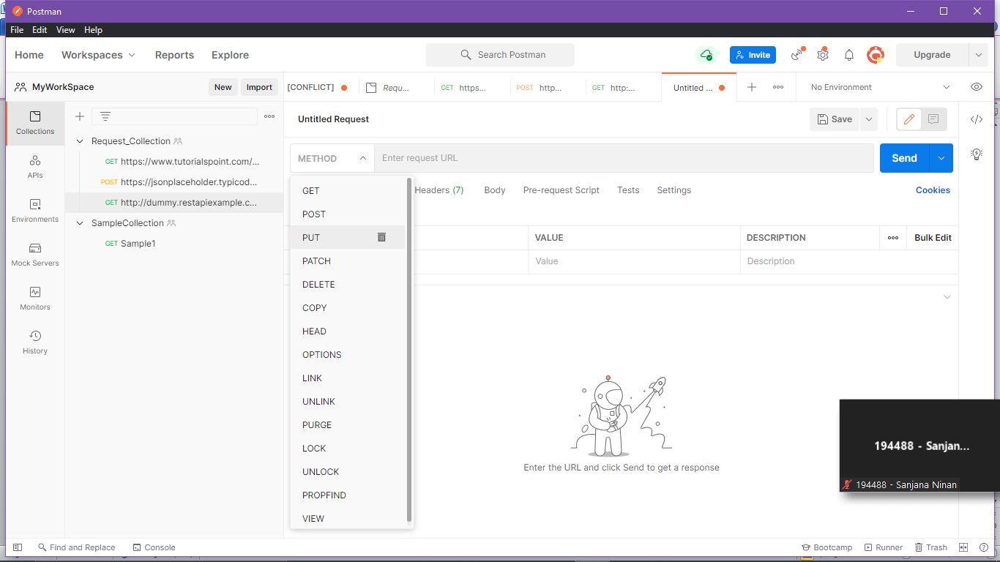 Postman
File Edit View Help
Home Workspaces Reports Explore Search Postman Invite Upgrade
MyWorkSpace New Import [CONFLICT] Requ... GET https... POST http... GET http:... Untitled ... No Environment
Collections
APIs
Environments
Mock Servers
Monitors
History
Request_Collection
GET https://www.tutorialspoint.com/...
POST https://jsonplaceholder.typicod...
GET http://dummy.restapiexample.c...
SampleCollection
GET Sample1
Untitled Request Save
METHOD Enter request URL Send
Headers (7) Body Pre-request Script Tests Settings Cookies
VALUE DESCRIPTION Bulk Edit
Value Description
GET
POST
PUT
PATCH
DELETE
COPY
HEAD
OPTIONS
LINK
UNLINK
PURGE
LOCK
UNLOCK
PROPFIND
VIEW
Enter the URL and click Send to get a response
194488 - Sanjan...
194488 - Sanjana Ninan
Find and Replace Console Bootcamp Runner Trash